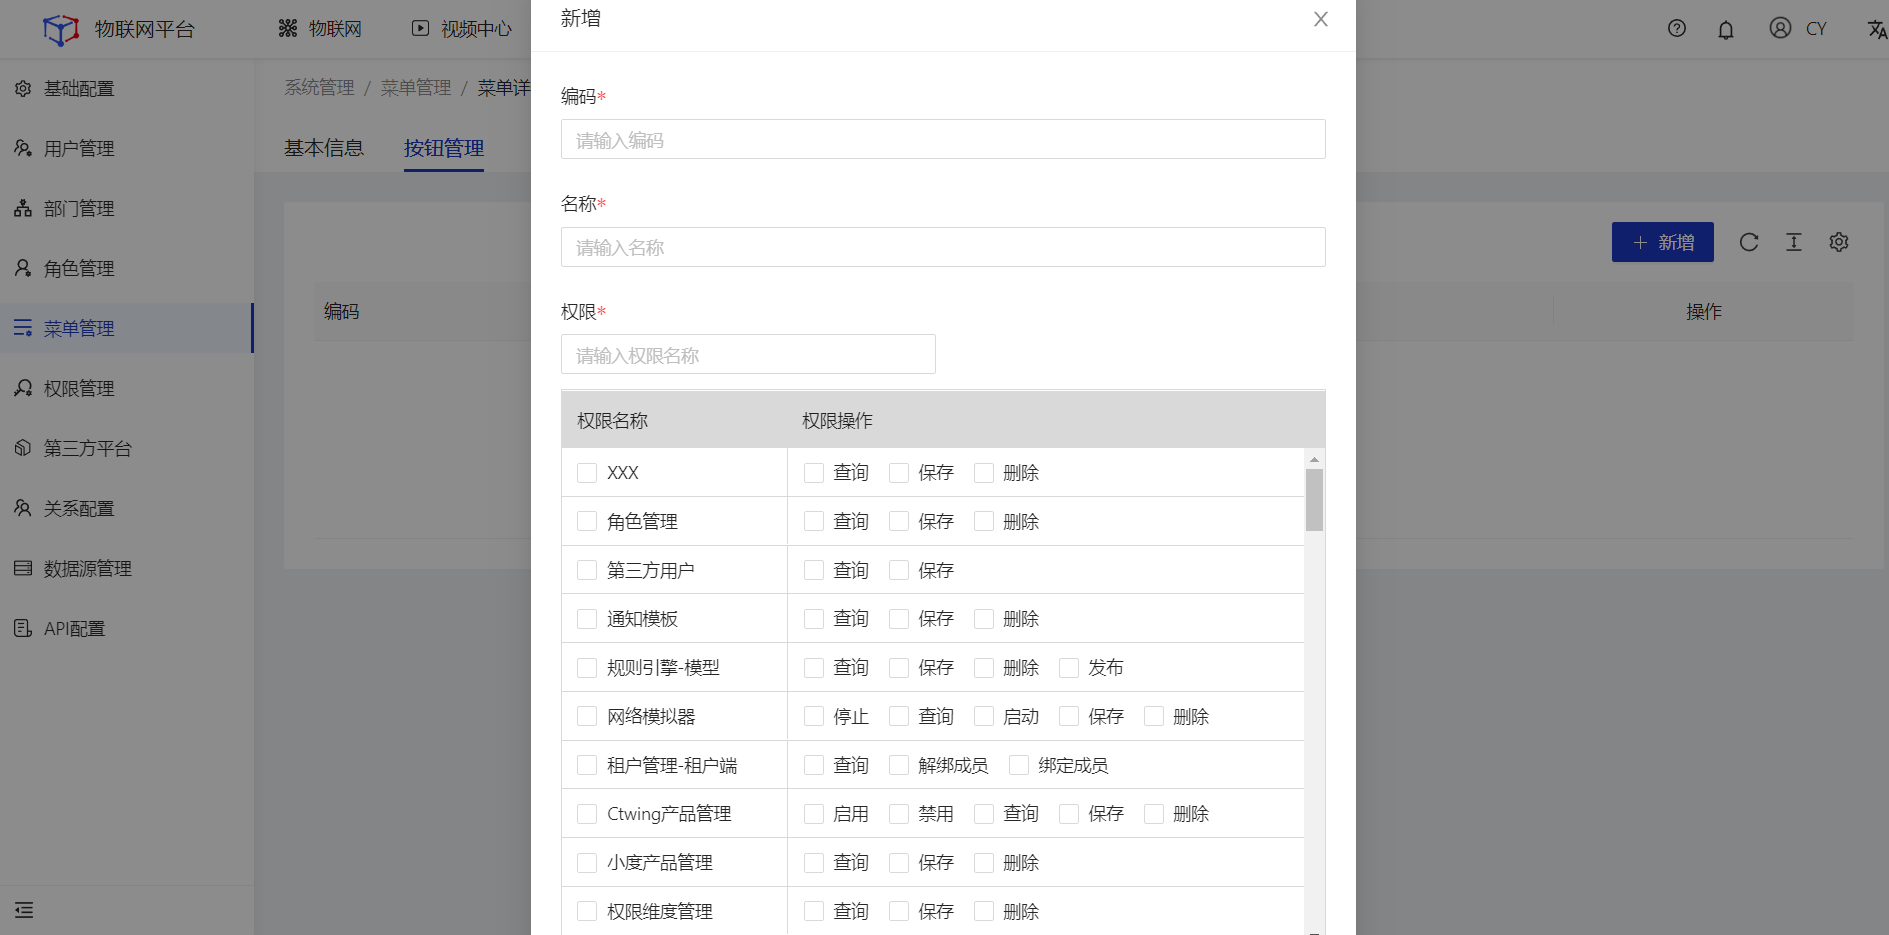 物联网平台
物联网
视频中心
CY
基础配置
用户管理
部门管理
角色管理
菜单管理
权限管理
第三方平台
关系配置
数据源管理
API配置
系统管理 / 菜单管理 / 菜单详
基本信息
按钮管理
新增
编码
操作
新增
编码*
请输入编码
名称*
请输入名称
权限*
请输入权限名称
权限名称 权限操作
XXX 查询 保存 删除
角色管理 查询 保存 删除
第三方用户 查询 保存
通知模板 查询 保存 删除
规则引擎-模型 查询 保存 删除 发布
网络模拟器 停止 查询 启动 保存 删除
租户管理-租户端 查询 解绑成员 绑定成员
Ctwing产品管理 启用 禁用 查询 保存 删除
小度产品管理 查询 保存 删除
权限维度管理 查询 保存 删除